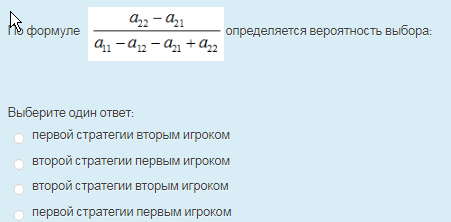 По формуле (a22 − a21) / (a11 − a12 − a21 + a22) определяется вероятность выбора:
Выберите один ответ:
первой стратегии вторым игроком
второй стратегии первым игроком
второй стратегии вторым игроком
первой стратегии первым игроком